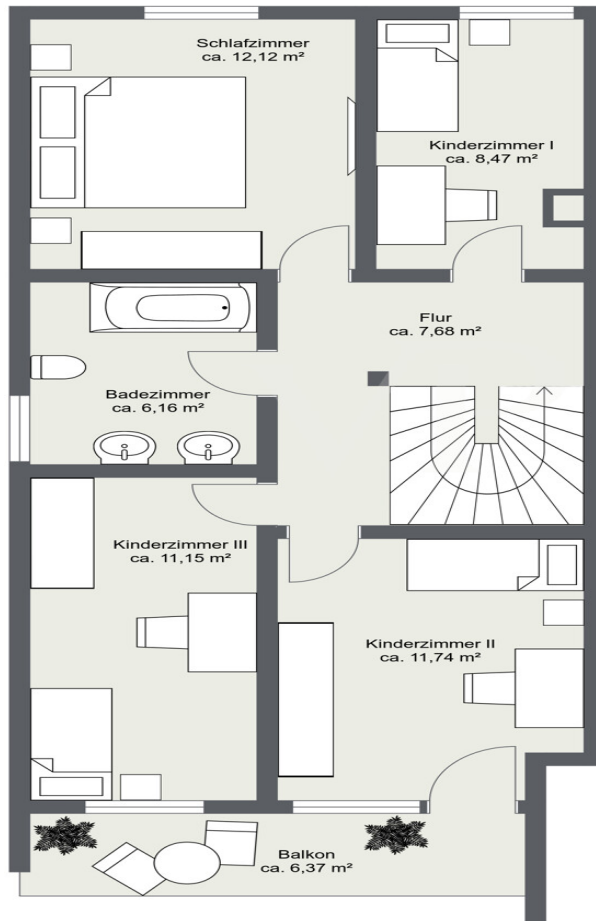 Schlafzimmer
ca. 12,12 m²
Kinderzimmer I
ca. 8,47 m²
Flur
ca. 7,68 m²
Badezimmer
ca. 6,16 m²
Kinderzimmer III
ca. 11,15 m²
Kinderzimmer II
ca. 11,74 m²
Balkon
ca. 6,37 m²